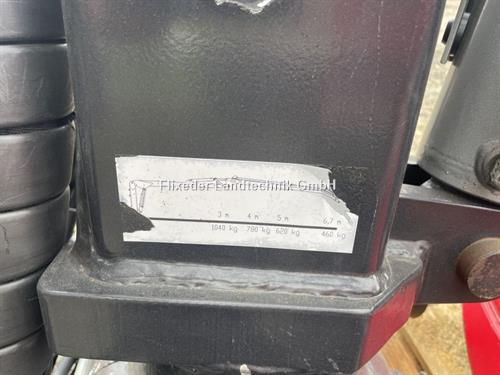 Flixeder Landtechnik GmbH
3 m 4 m 5 m 6,7 m
1040 kg 780 kg 620 kg 460 kg